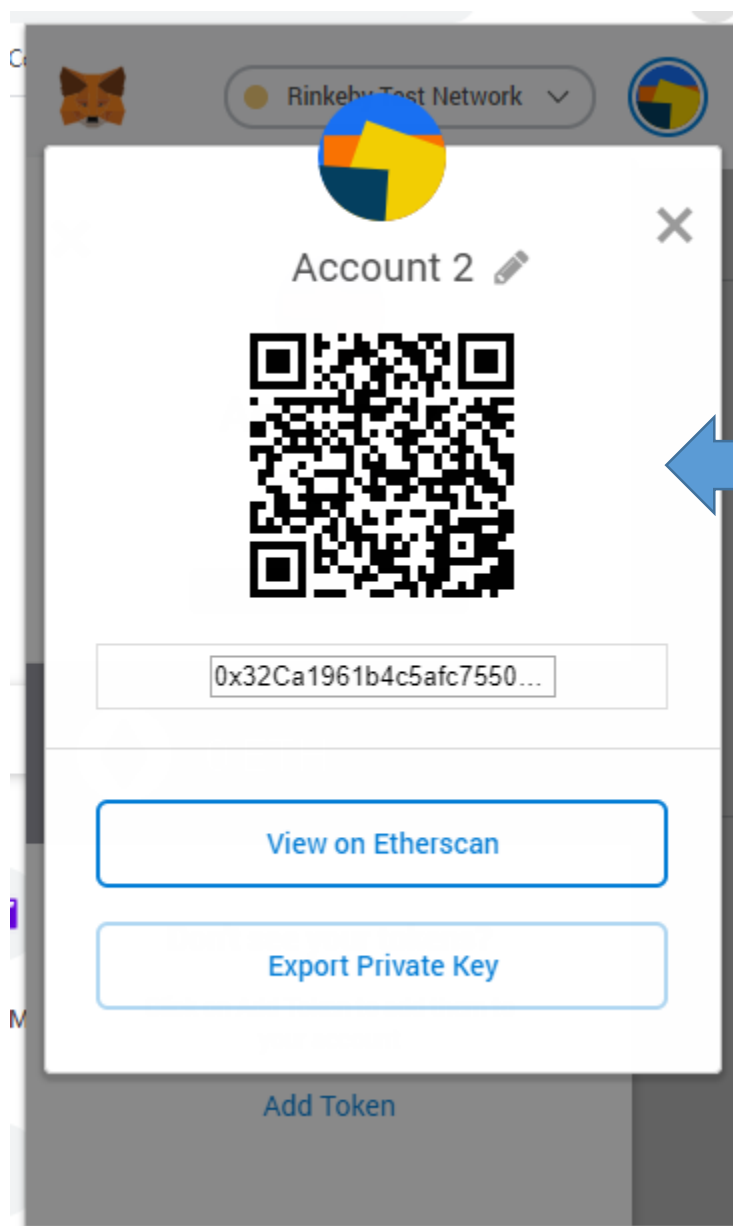 Rinkeby Test Network
Account 2
0x32Ca1961b4c5afc7550...
View on Etherscan
Export Private Key
M
Add Token